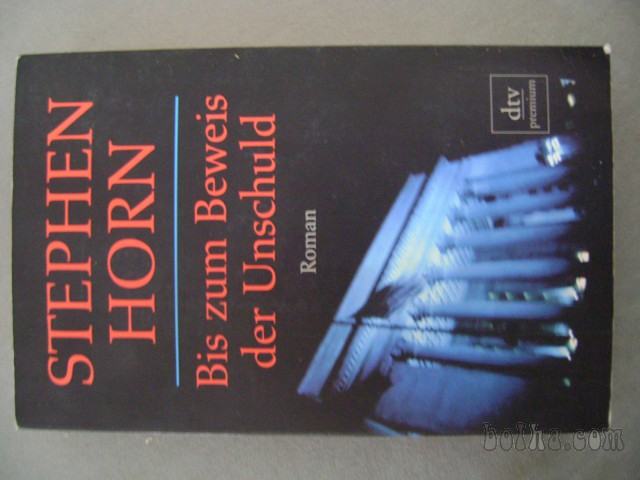 STEPHEN
HORN
Bis zum Beweis
der Unschuld
Roman
dtv
premium
bolha.com